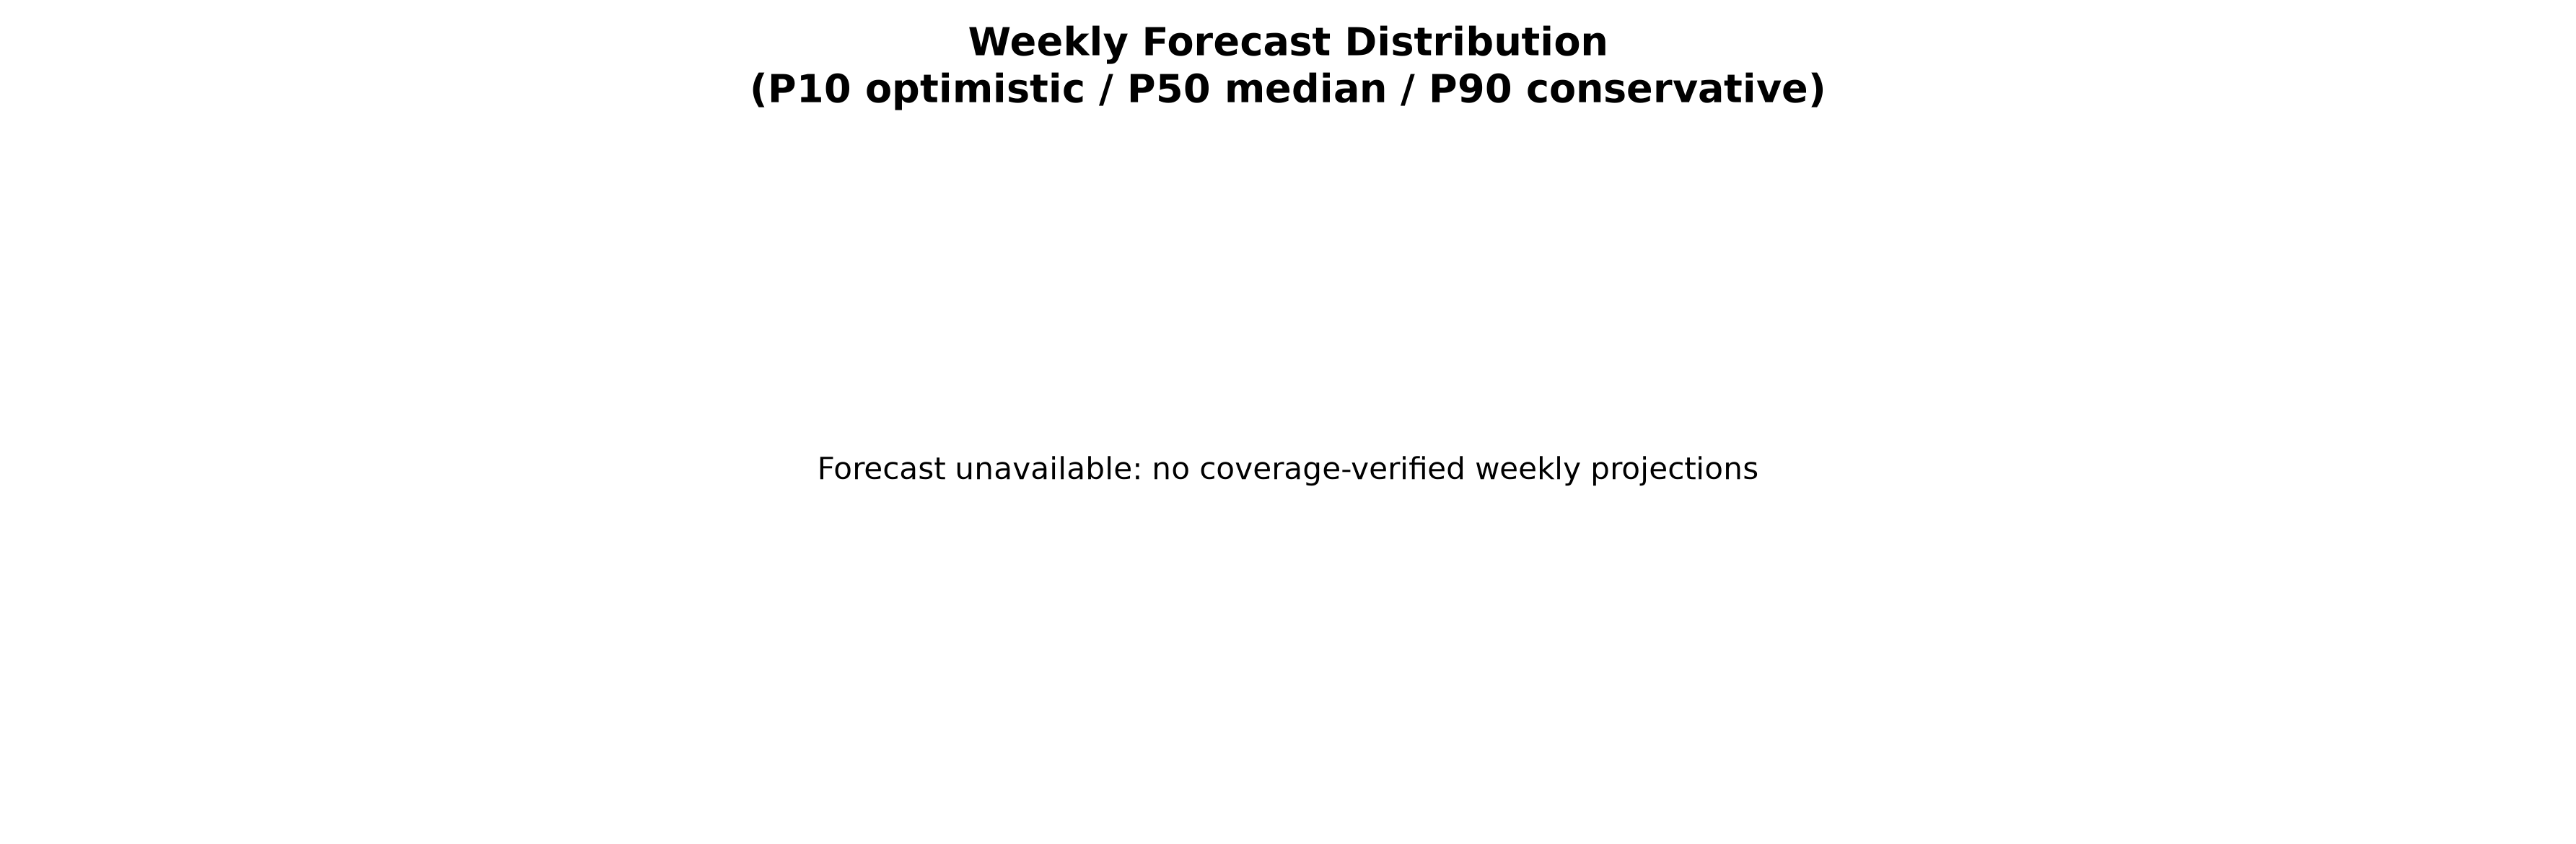 Weekly Forecast Distribution
(P10 optimistic / P50 median / P90 conservative)
Forecast unavailable: no coverage-verified weekly projections